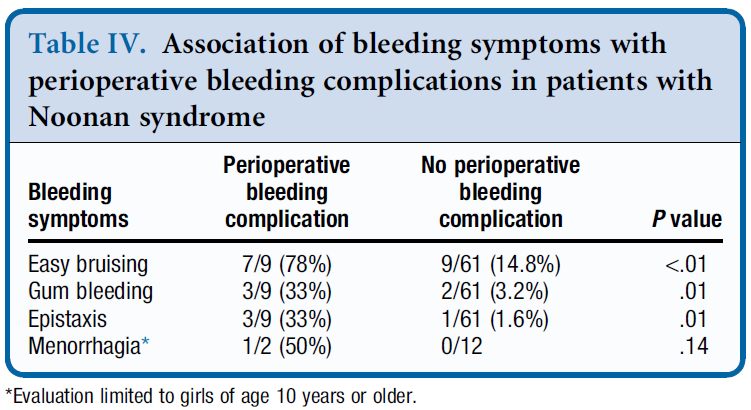 Table IV. Association of bleeding symptoms with
perioperative bleeding complications in patients with
Noonan syndrome
Bleeding symptoms Perioperative bleeding complication No perioperative bleeding complication P value
Easy bruising 7/9 (78%) 9/61 (14.8%) <.01
Gum bleeding 3/9 (33%) 2/61 (3.2%) .01
Epistaxis 3/9 (33%) 1/61 (1.6%) .01
Menorrhagia* 1/2 (50%) 0/12 .14
*Evaluation limited to girls of age 10 years or older.